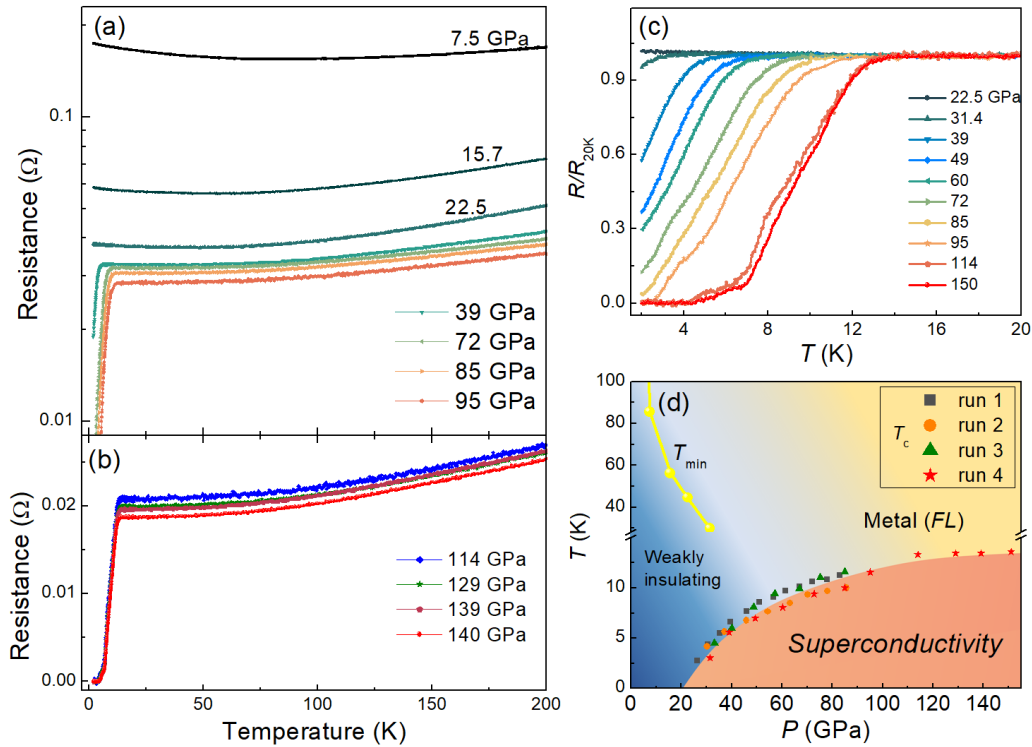 (a)
7.5 GPa
15.7
22.5
39 GPa
72 GPa
85 GPa
95 GPa
0.1
0.01
Resistance (Ω)
(b)
114 GPa
129 GPa
139 GPa
140 GPa
0.02
0.01
0.00
Resistance (Ω)
0 50 100 150 200
Temperature (K)
(c)
22.5 GPa
31.4
39
49
60
72
85
95
114
150
0.9
0.6
0.3
0.0
R/R20K
4 8 12 16 20
T (K)
(d)
run 1
run 2
Tc
run 3
run 4
Tmin
Metal (FL)
Weakly
insulating
Superconductivity
100
80
60
40
10
5
0
T (K)
0 20 40 60 80 100 120 140
P (GPa)